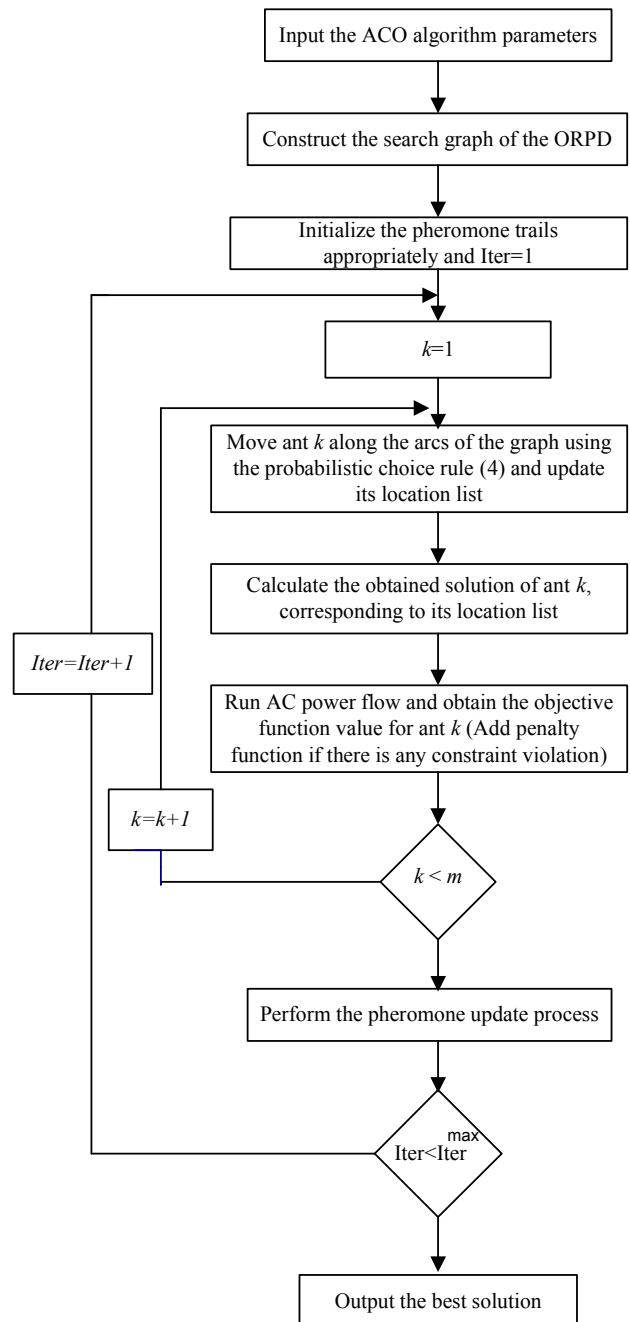 Input the ACO algorithm parameters
Construct the search graph of the ORPD
Initialize the pheromone trails
appropriately and Iter=1
k=1
Move ant k along the arcs of the graph using
the probabilistic choice rule (4) and update
its location list
Calculate the obtained solution of ant k,
corresponding to its location list
Iter=Iter+1
Run AC power flow and obtain the objective
function value for ant k (Add penalty
function if there is any constraint violation)
k=k+1
k < m
Perform the pheromone update process
Iter<Iter max
Output the best solution